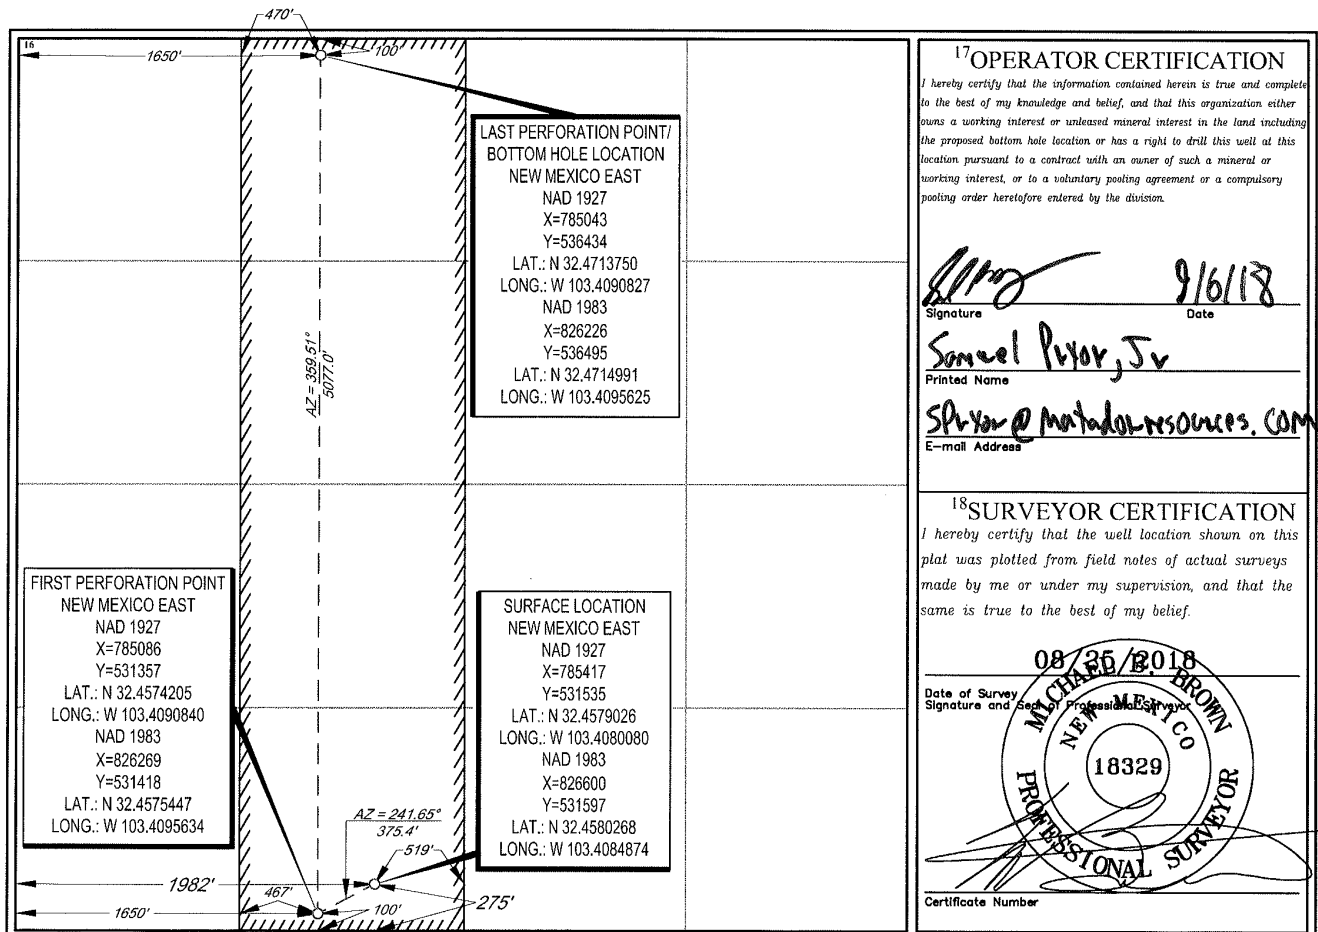 470'
16
1650'
100'
LAST PERFORATION POINT/
BOTTOM HOLE LOCATION
NEW MEXICO EAST
NAD 1927
X=785043
Y=536434
LAT.: N 32.4713750
LONG.: W 103.4090827
NAD 1983
X=826226
Y=536495
LAT.: N 32.4714991
LONG.: W 103.4095625
AZ = 359.51°
5077.0'
FIRST PERFORATION POINT
NEW MEXICO EAST
NAD 1927
X=785086
Y=531357
LAT.: N 32.4574205
LONG.: W 103.4090840
NAD 1983
X=826269
Y=531418
LAT.: N 32.4575447
LONG.: W 103.4095634
SURFACE LOCATION
NEW MEXICO EAST
NAD 1927
X=785417
Y=531535
LAT.: N 32.4579026
LONG.: W 103.4080080
NAD 1983
X=826600
Y=531597
LAT.: N 32.4580268
LONG.: W 103.4084874
AZ = 241.65°
375.4'
519'
1982'
467'
275'
1650'
100'
17OPERATOR CERTIFICATION
I hereby certify that the information contained herein is true and complete
to the best of my knowledge and belief, and that this organization either
owns a working interest or unleased mineral interest in the land including
the proposed bottom hole location or has a right to drill this well at this
location pursuant to a contract with an owner of such a mineral or
working interest, or to a voluntary pooling agreement or a compulsory
pooling order heretofore entered by the division.
9/6/18
Signature Date
Samuel Pryor, Jr
Printed Name
SPryor@matadorresources.com
E-mail Address
18SURVEYOR CERTIFICATION
I hereby certify that the well location shown on this
plat was plotted from field notes of actual surveys
made by me or under my supervision, and that the
same is true to the best of my belief.
08/25/2018
Date of Survey
Signature and Seal of Professional Surveyor
MICHAEL B. BROWN
NEW MEXICO
18329
PROFESSIONAL SURVEYOR
Certificate Number